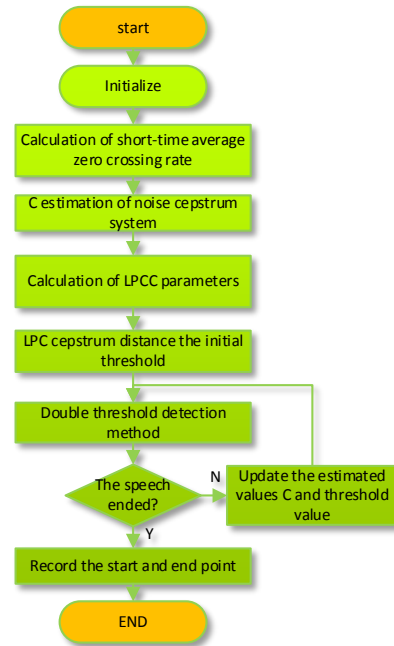 start
Initialize
Calculation of short-time average
zero crossing rate
C estimation of noise cepstrum
system
Calculation of LPCC parameters
LPC cepstrum distance the initial
threshold
Double threshold detection
method
The speech
ended?
N
Update the estimated
values C and threshold
value
Y
Record the start and end point
END